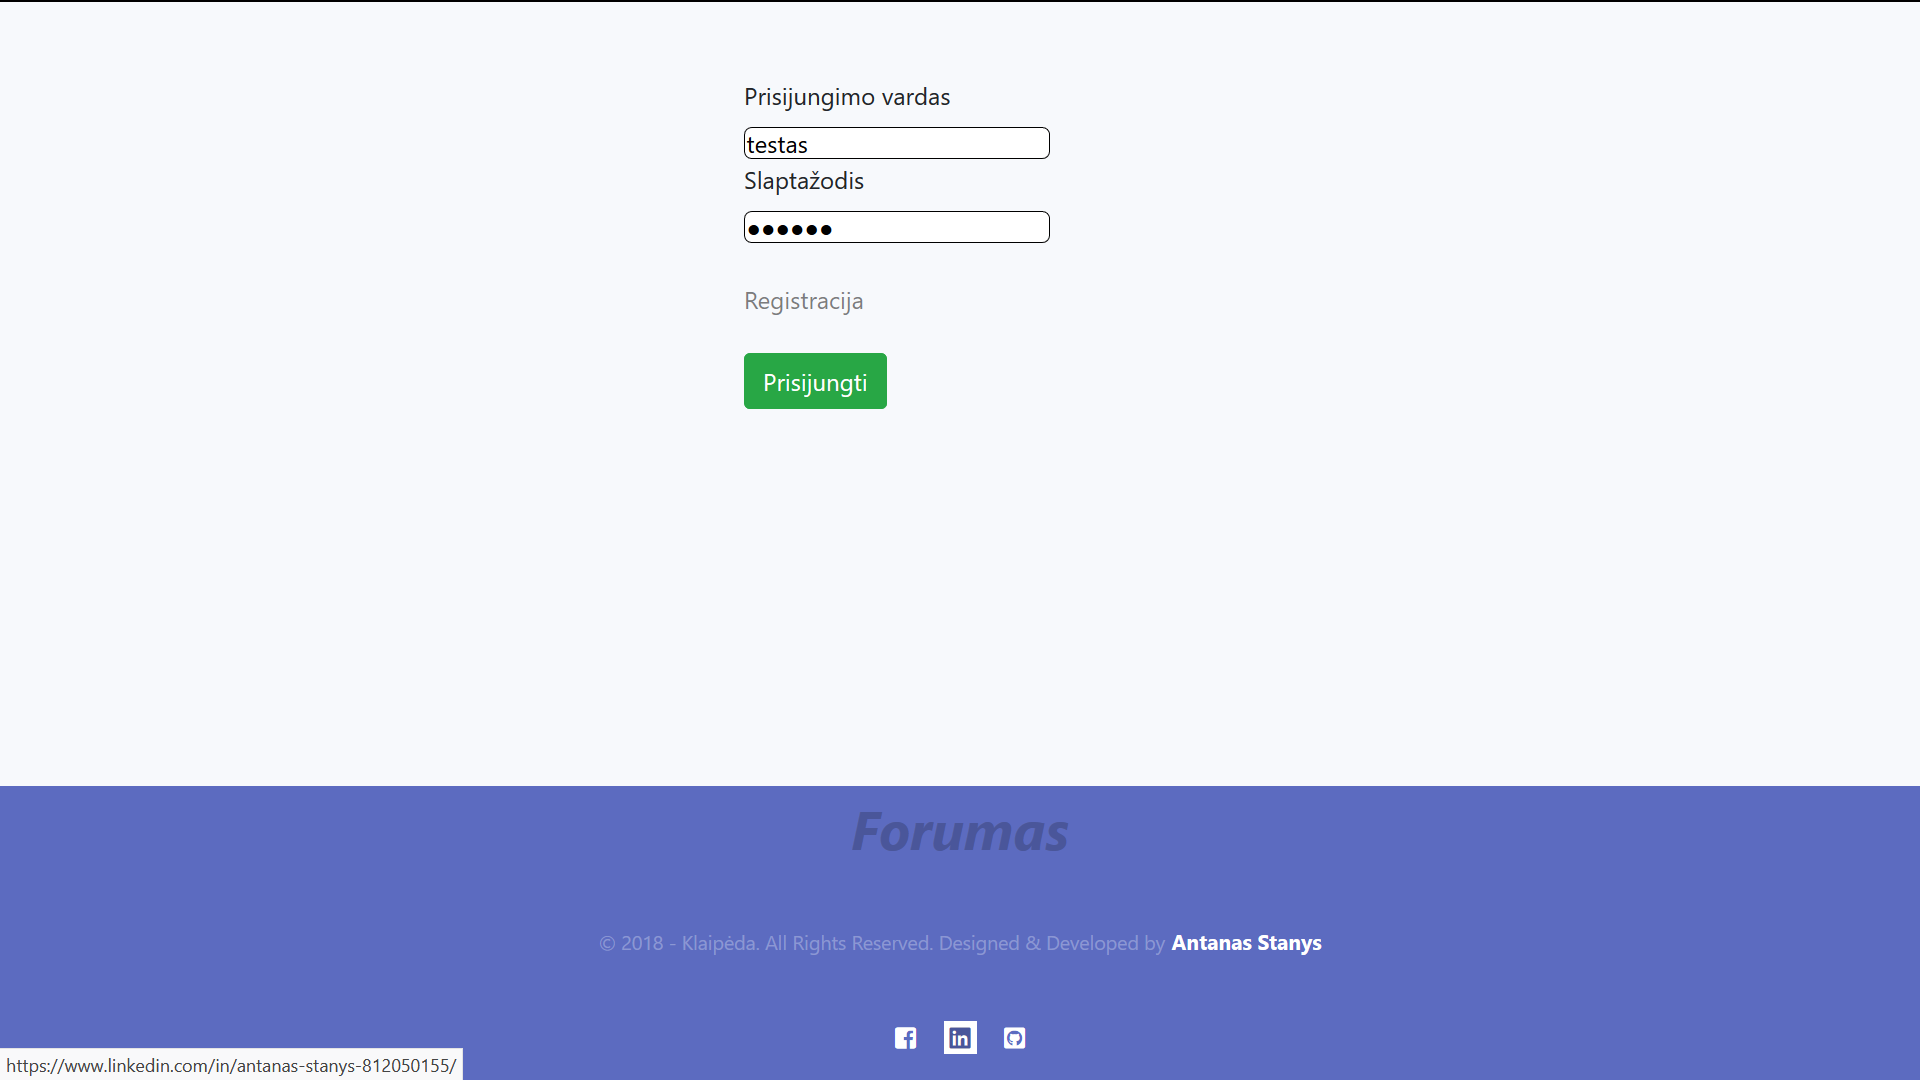 Prisijungimo vardas
testas
Slaptažodis
●●●●●●
Registracija
Prisijungti
Forumas
© 2018 - Klaipėda. All Rights Reserved. Designed & Developed by Antanas Stanys
https://www.linkedin.com/in/antanas-stanys-812050155/